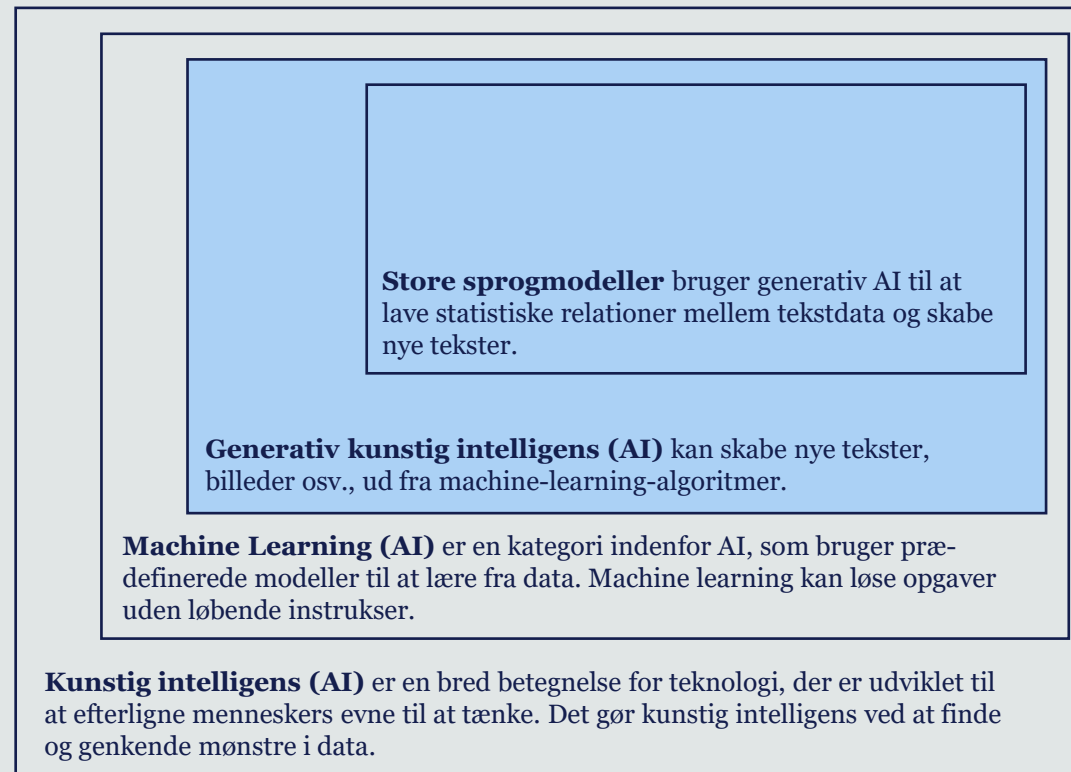 Store sprogmodeller bruger generativ AI til at
lave statistiske relationer mellem tekstdata og skabe
nye tekster.
Generativ kunstig intelligens (AI) kan skabe nye tekster,
billeder osv., ud fra machine-learning-algoritmer.
Machine Learning (AI) er en kategori indenfor AI, som bruger præ-
definerede modeller til at lære fra data. Machine learning kan løse opgaver
uden løbende instrukser.
Kunstig intelligens (AI) er en bred betegnelse for teknologi, der er udviklet til
at efterligne menneskers evne til at tænke. Det gør kunstig intelligens ved at finde
og genkende mønstre i data.